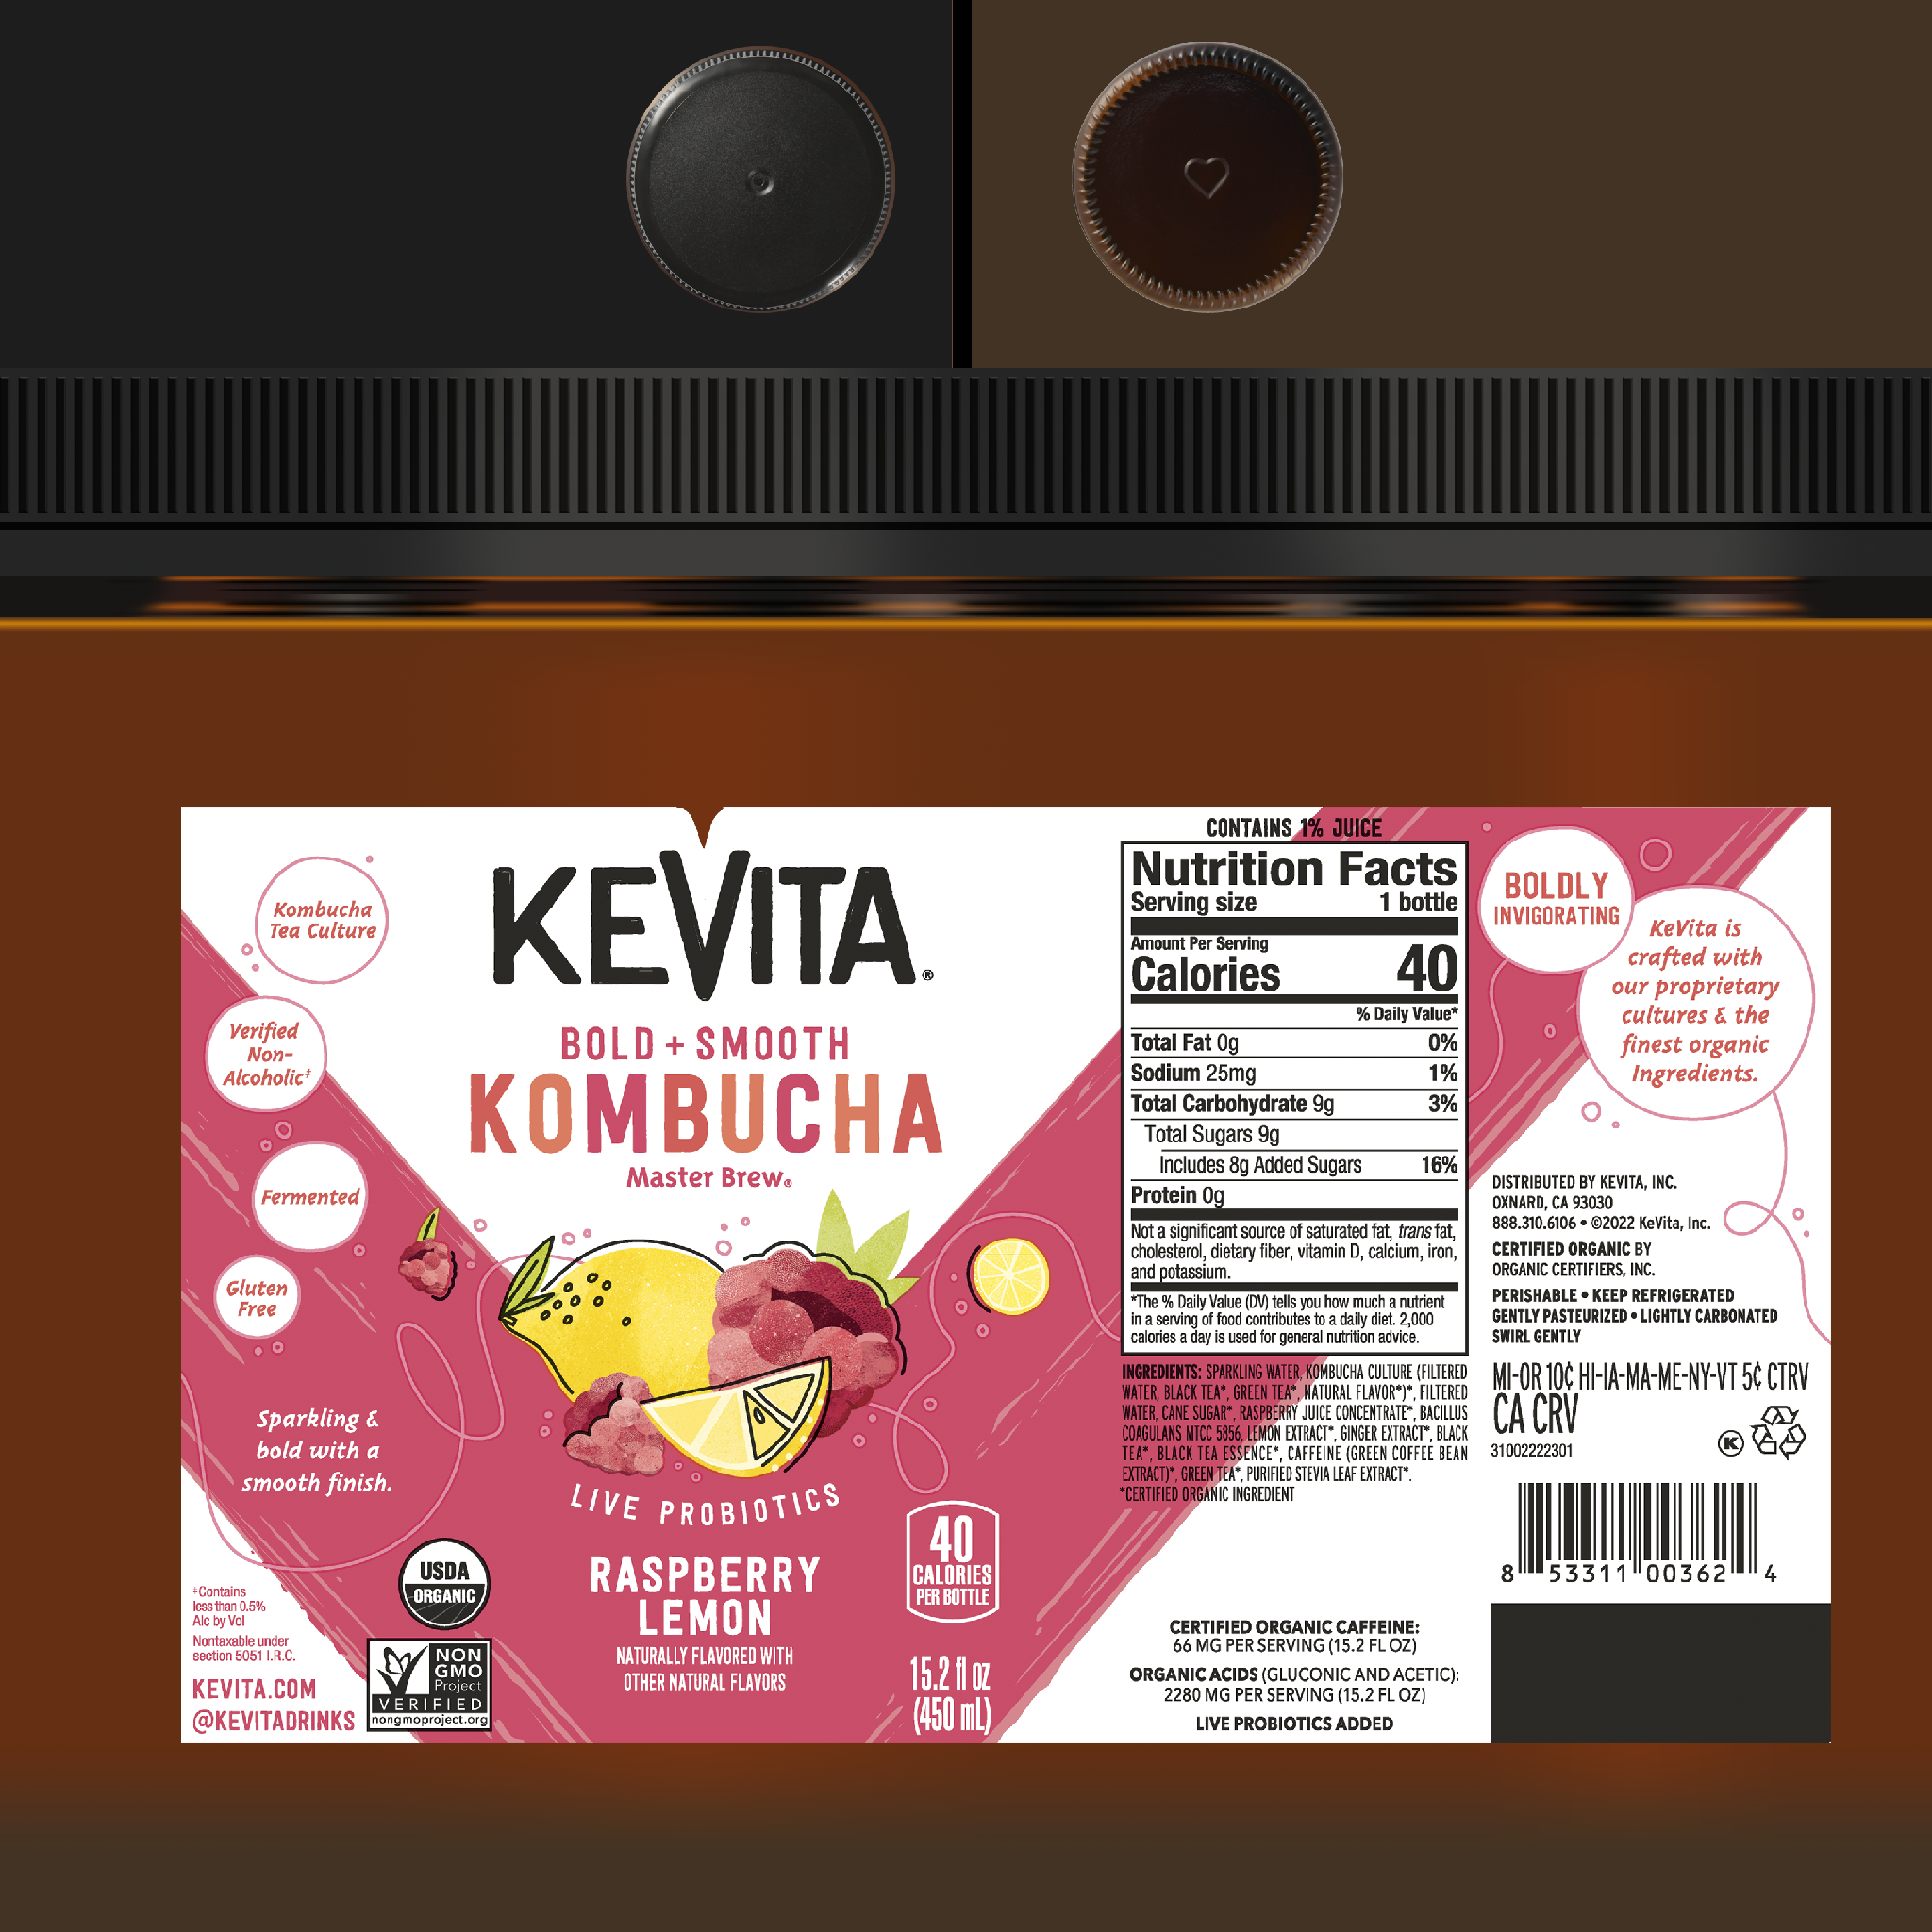 Kombucha
Tea Culture
Verified
Non-
Alcoholic‡
Fermented
Gluten
Free
Sparkling &
bold with a
smooth finish.
‡Contains
less than 0.5%
Alc by Vol
Nontaxable under
section 5051 I.R.C.
KEVITA.COM
@KEVITADRINKS
USDA
ORGANIC
NON
GMO
Project
VERIFIED
nongmoproject.org
KEVITA®
BOLD + SMOOTH
KOMBUCHA
Master Brew®
LIVE PROBIOTICS
RASPBERRY
LEMON
NATURALLY FLAVORED WITH
OTHER NATURAL FLAVORS
40
CALORIES
PER BOTTLE
15.2 fl oz
(450 mL)
CONTAINS 1% JUICE
Nutrition Facts
Serving size 1 bottle
Amount Per Serving
Calories 40
% Daily Value*
Total Fat 0g 0%
Sodium 25mg 1%
Total Carbohydrate 9g 3%
Total Sugars 9g
Includes 8g Added Sugars 16%
Protein 0g
Not a significant source of saturated fat, trans fat,
cholesterol, dietary fiber, vitamin D, calcium, iron,
and potassium.
*The % Daily Value (DV) tells you how much a nutrient
in a serving of food contributes to a daily diet. 2,000
calories a day is used for general nutrition advice.
INGREDIENTS: SPARKLING WATER, KOMBUCHA CULTURE (FILTERED
WATER, BLACK TEA*, GREEN TEA*, NATURAL FLAVOR*)*, FILTERED
WATER, CANE SUGAR*, RASPBERRY JUICE CONCENTRATE*, BACILLUS
COAGULANS MTCC 5856, LEMON EXTRACT*, GINGER EXTRACT*, BLACK
TEA*, BLACK TEA ESSENCE*, CAFFEINE (GREEN COFFEE BEAN
EXTRACT)*, GREEN TEA*, PURIFIED STEVIA LEAF EXTRACT*.
*CERTIFIED ORGANIC INGREDIENT
CERTIFIED ORGANIC CAFFEINE:
66 MG PER SERVING (15.2 FL OZ)
ORGANIC ACIDS (GLUCONIC AND ACETIC):
2280 MG PER SERVING (15.2 FL OZ)
LIVE PROBIOTICS ADDED
BOLDLY
INVIGORATING
KeVita is
crafted with
our proprietary
cultures & the
finest organic
Ingredients.
DISTRIBUTED BY KEVITA, INC.
OXNARD, CA 93030
888.310.6106 • ©2022 KeVita, Inc.
CERTIFIED ORGANIC BY
ORGANIC CERTIFIERS, INC.
PERISHABLE • KEEP REFRIGERATED
GENTLY PASTEURIZED • LIGHTLY CARBONATED
SWIRL GENTLY
MI-OR 10¢ HI-IA-MA-ME-NY-VT 5¢ CTRV
CA CRV
31002222301
K
8 53311 00362 4